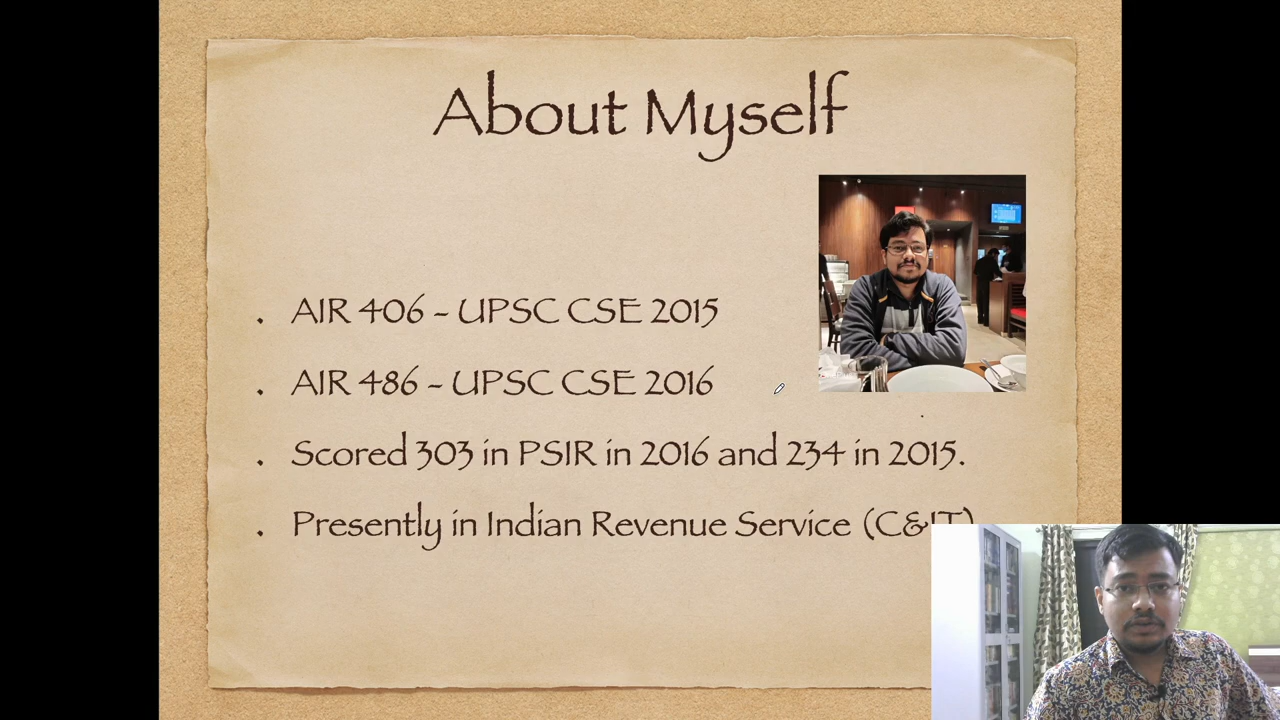 About Myself
. AIR 406 - UPSC CSE 2015
. AIR 486 - UPSC CSE 2016
. Scored 303 in PSIR in 2016 and 234 in 2015.
. Presently in Indian Revenue Service (C&IT)